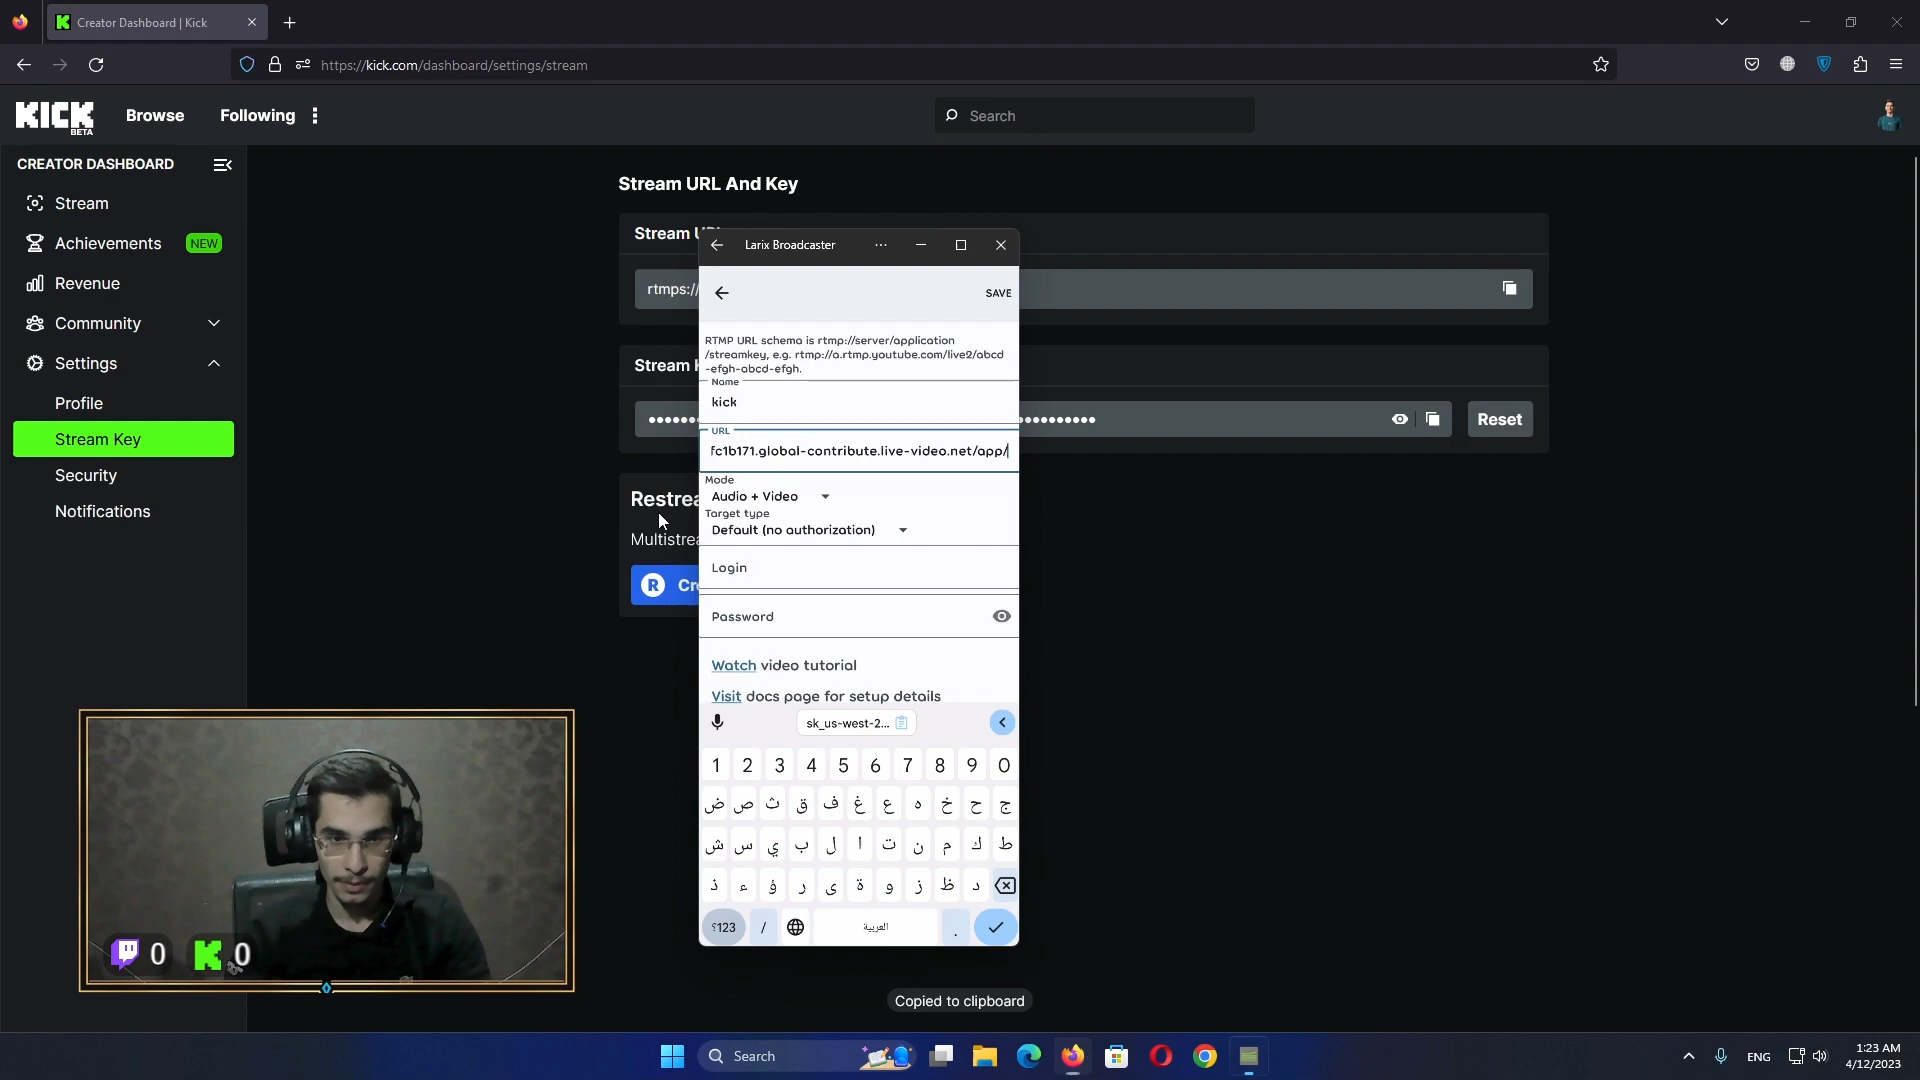 Creator Dashboard | Kick
https://kick.com/dashboard/settings/stream
KICK
BETA
Browse
Following
Search
CREATOR DASHBOARD
Stream
Achievements
NEW
Revenue
Community
Settings
Profile
Stream Key
Security
Notifications
Stream URL And Key
Stream
rtmps://
Stream
Reset
Multistrea
Larix Broadcaster
SAVE
RTMP URL schema is rtmp://server/application
/streamkey, e.g. rtmp://a.rtmp.youtube.com/live2/abcd
-efgh-abcd-efgh.
Name
kick
URL
fc1b171.global-contribute.live-video.net/app/
Mode
Audio + Video
Target type
Default (no authorization)
Login
Password
Watch video tutorial
Visit docs page for setup details
sk_us-west-2...
1 2 3 4 5 6 7 8 9 0
ض ص ث ق ف غ ع ه خ ح ج
ش س ي ب ل ا ت ن م ك ط
ذ ء ؤ ر ى ة و ز ظ د
؟123 / العربية .
0 0
Copied to clipboard
Search
ENG
1:23 AM
4/12/2023